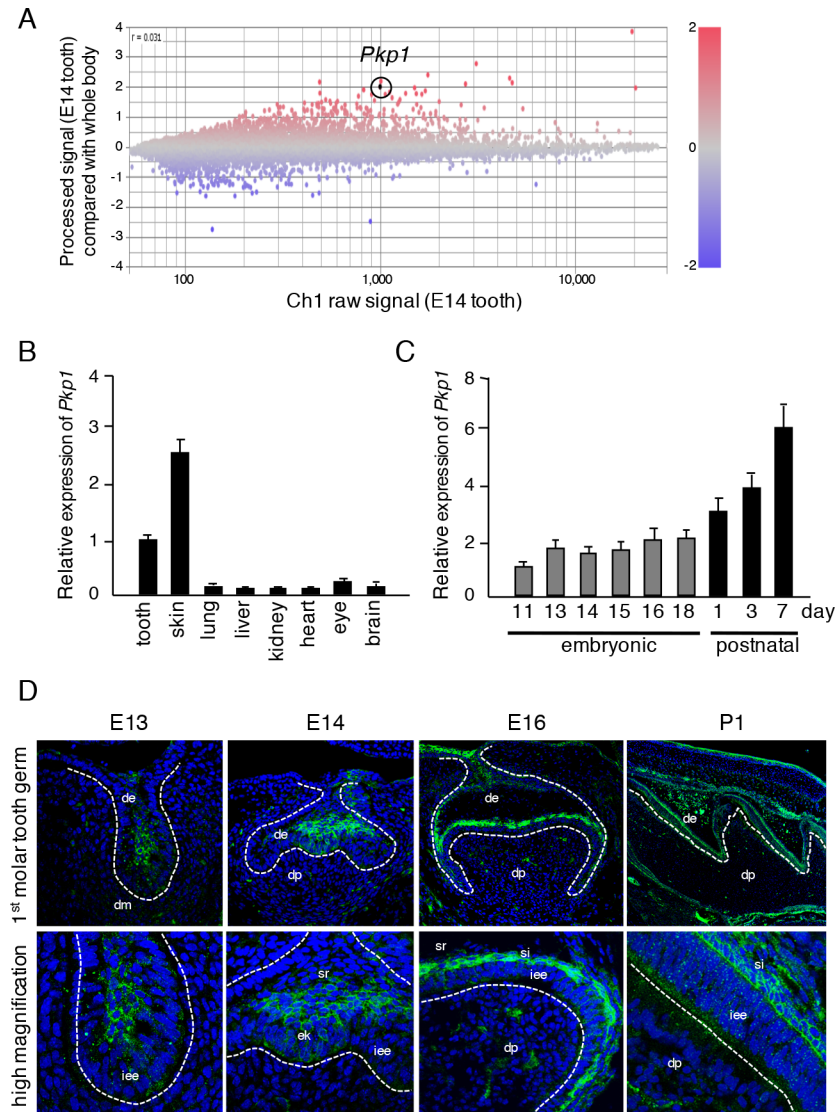 A
r = 0.031
Pkp1
Processed signal (E14 tooth)
compared with whole body
4
3
2
1
0
-1
-2
-3
-4
100
1,000
10,000
Ch1 raw signal (E14 tooth)
2
0
-2
B
Relative expression of Pkp1
4
3
2
1
0
tooth
skin
lung
liver
kidney
heart
eye
brain
C
Relative expression of Pkp1
8
6
4
2
0
11 13 14 15 16 18 1 3 7 day
embryonic postnatal
D
E13 E14 E16 P1
1st molar tooth germ
de
dm
de
dp
de
dp
de
dp
high magnification
iee
sr
ek
iee
sr
si
iee
dp
si
iee
dp